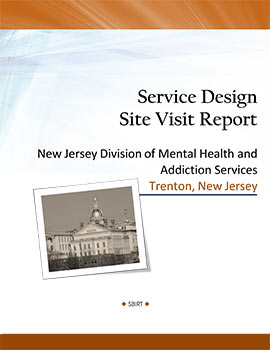 Service Design
Site Visit Report
New Jersey Division of Mental Health and
Addiction Services
Trenton, New Jersey
◆ SBIRT ◆